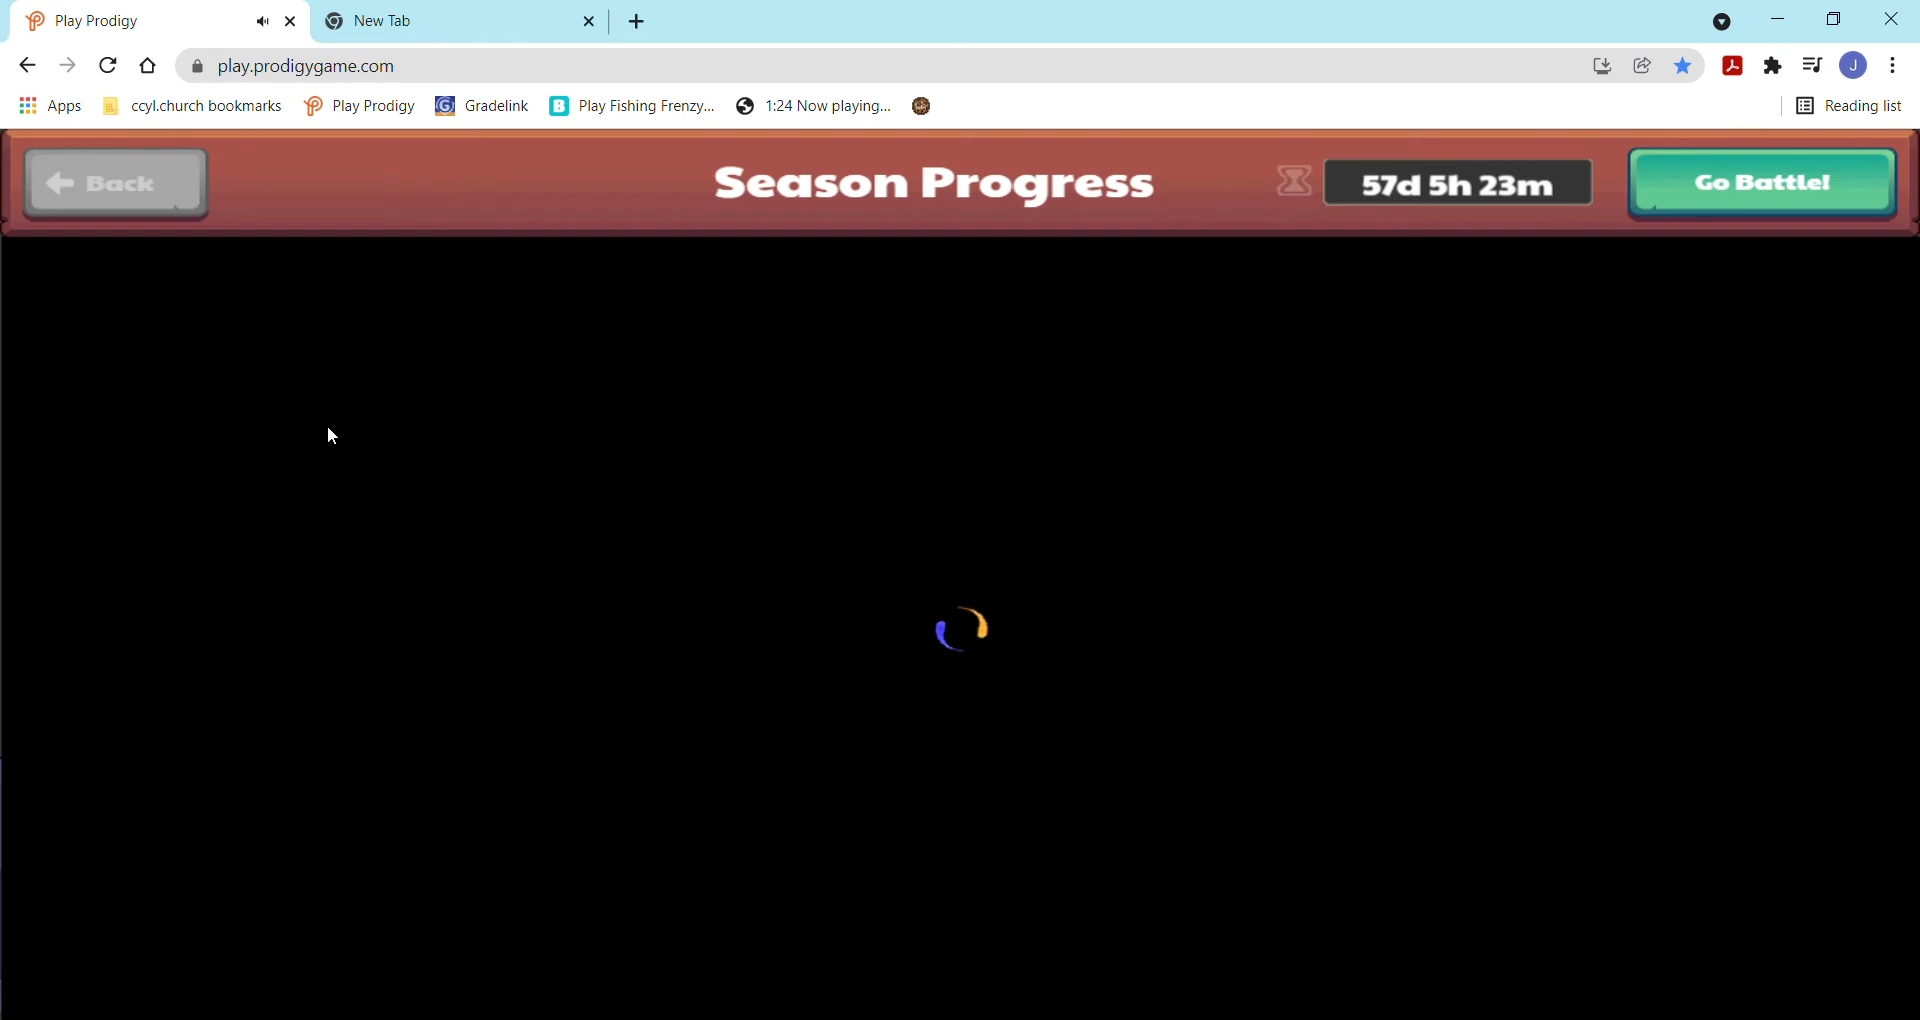 Play Prodigy
New Tab
play.prodigygame.com
J
Apps
ccyl.church bookmarks
Play Prodigy
G Gradelink
B Play Fishing Frenzy...
1:24 Now playing...
Reading list
Back
Season Progress
57d 5h 23m
Go Battle!